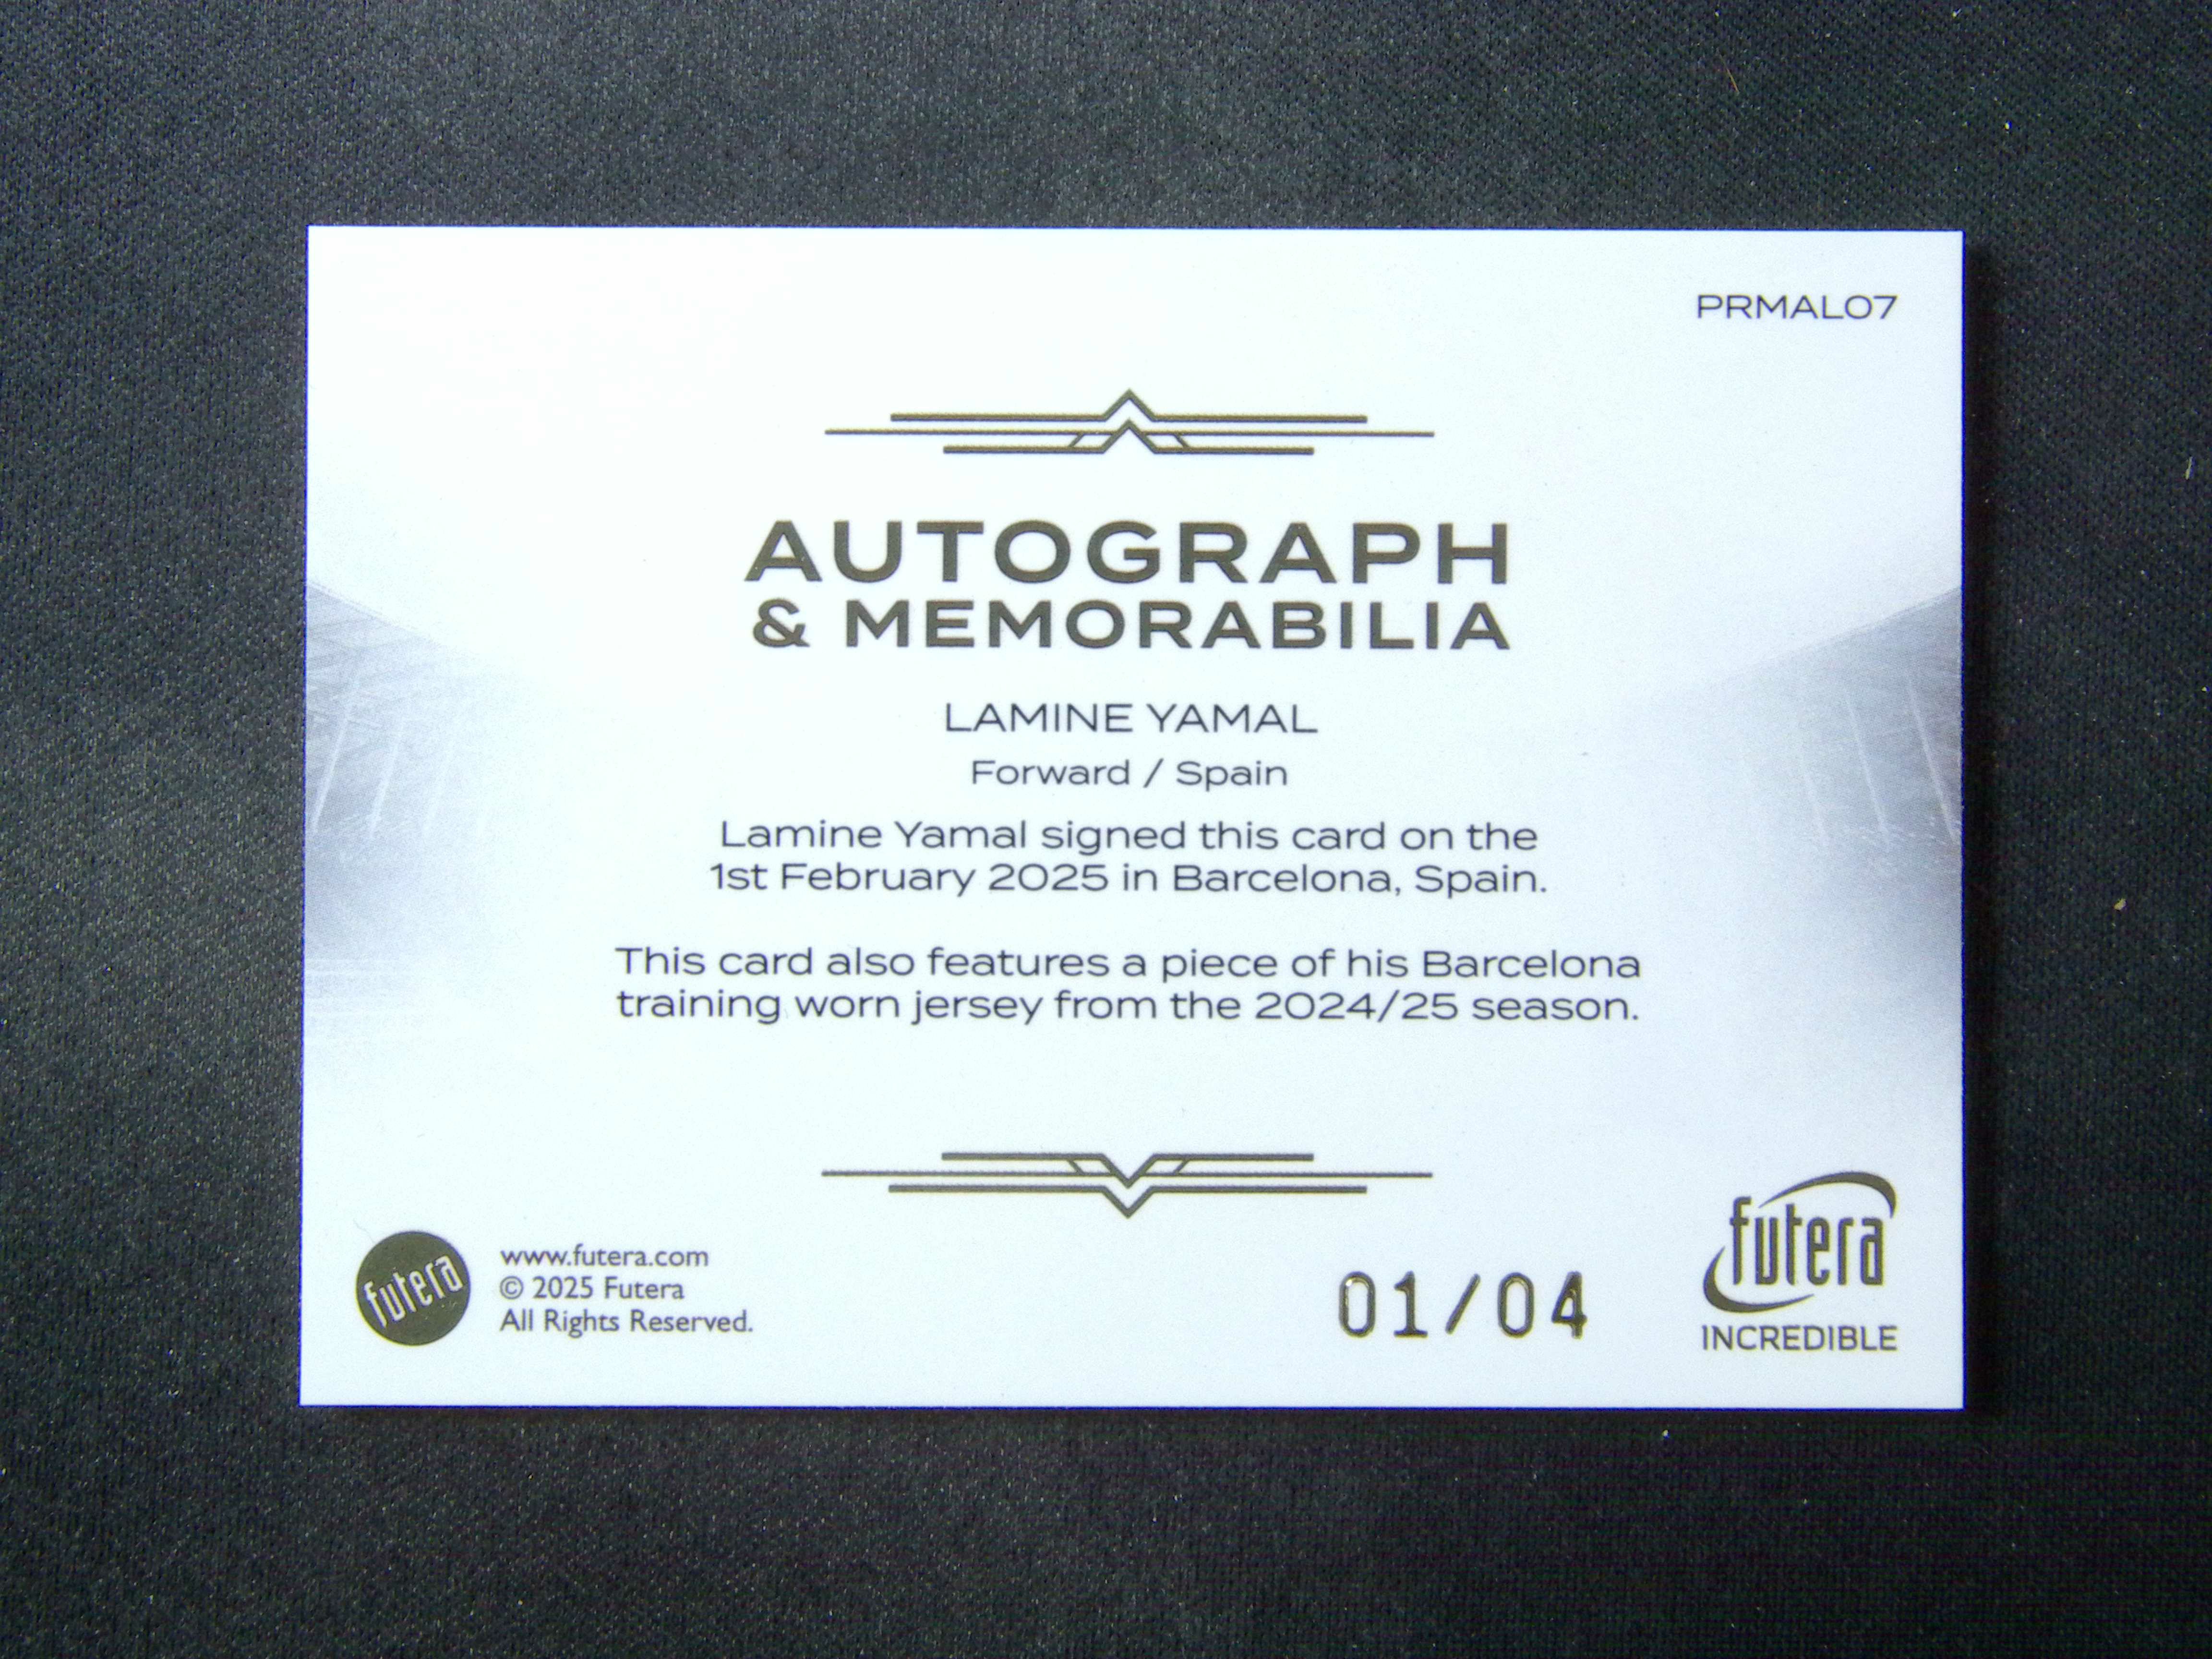 PRMAL07
AUTOGRAPH
& MEMORABILIA
LAMINE YAMAL
Forward / Spain
Lamine Yamal signed this card on the
1st February 2025 in Barcelona, Spain.
This card also features a piece of his Barcelona
training worn jersey from the 2024/25 season.
futera
www.futera.com
© 2025 Futera
All Rights Reserved.
01/04
futera
INCREDIBLE